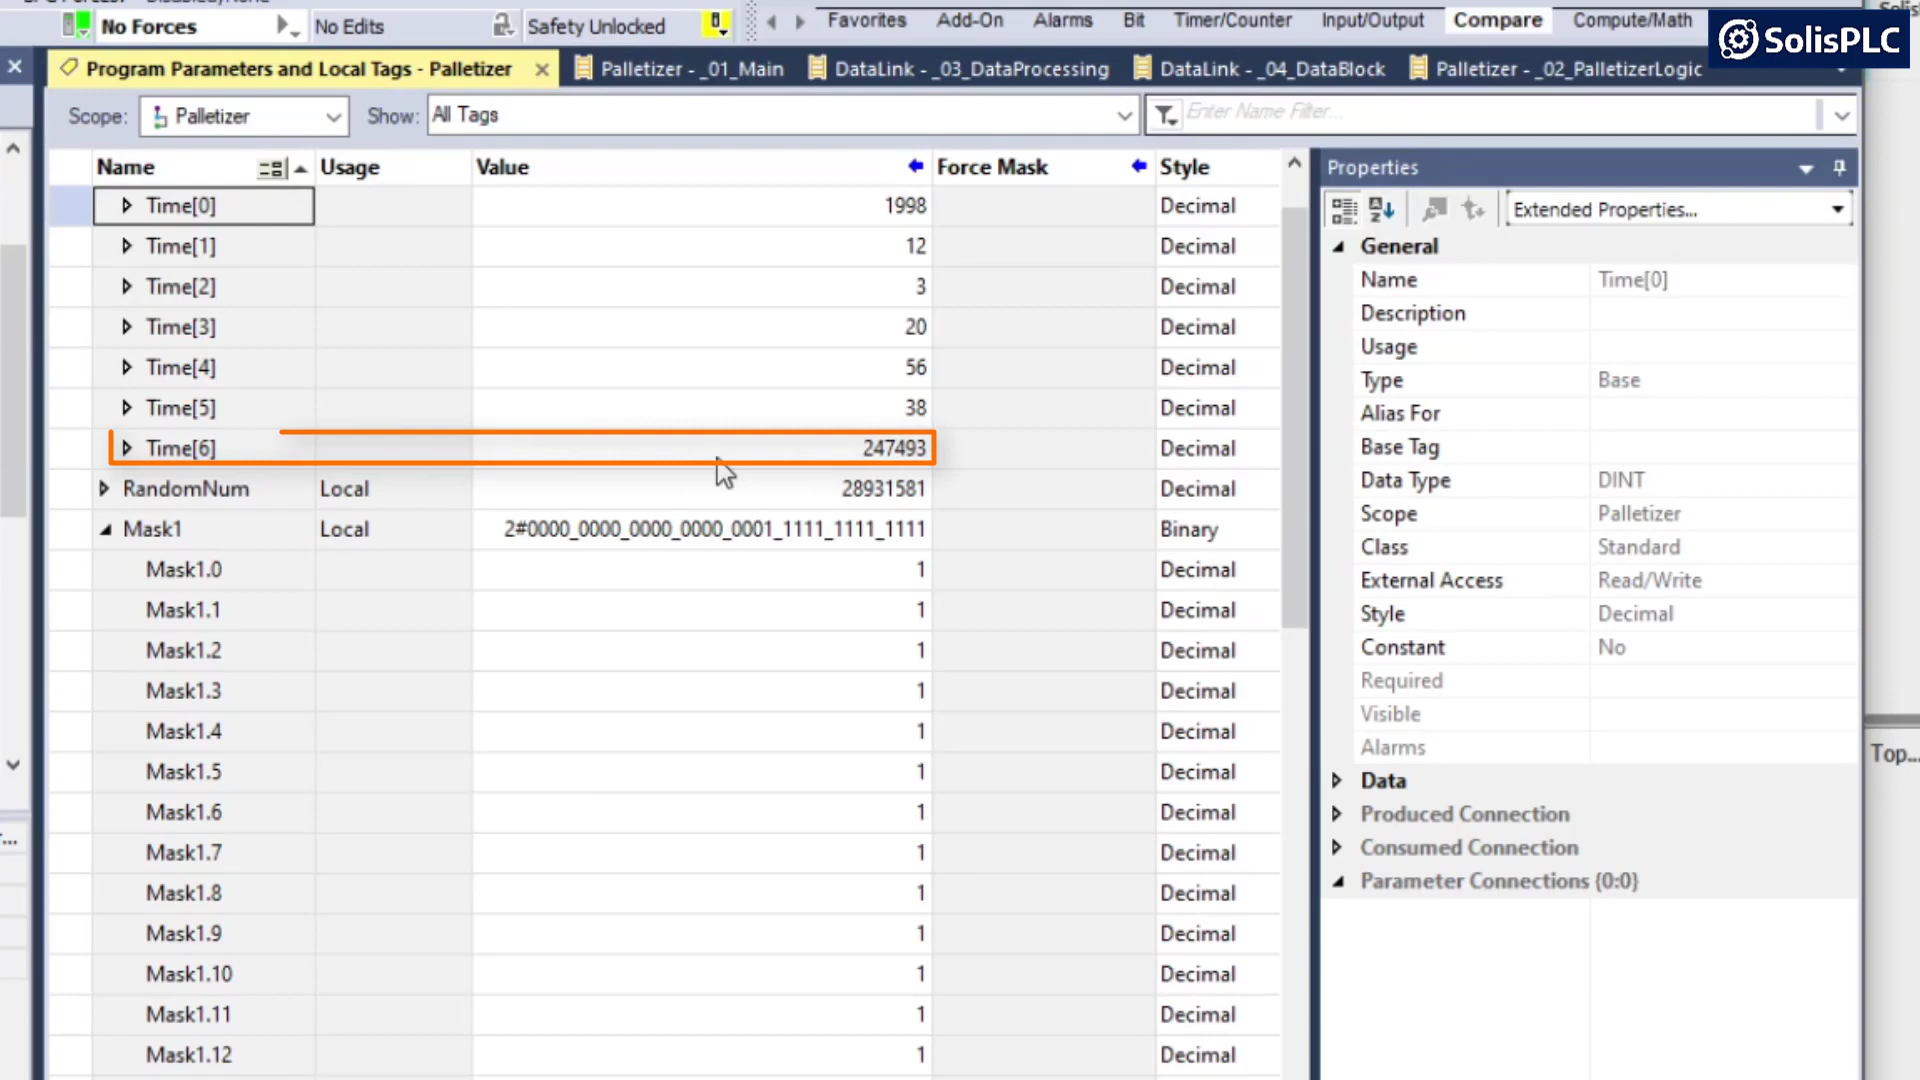 No Forces
No Edits
Safety Unlocked
Favorites Add-On Alarms Bit Timer/Counter Input/Output Compare Compute/Math
SolisPLC
Program Parameters and Local Tags - Palletizer
Palletizer - _01_Main
DataLink - _03_DataProcessing
DataLink - _04_DataBlock
Palletizer - _02_PalletizerLogic
Scope: Palletizer Show: All Tags Enter Name Filter...
Name Usage Value Force Mask Style
Time[0] 1998 Decimal
Time[1] 12 Decimal
Time[2] 3 Decimal
Time[3] 20 Decimal
Time[4] 56 Decimal
Time[5] 38 Decimal
Time[6] 247493 Decimal
RandomNum Local 28931581 Decimal
Mask1 Local 2#0000_0000_0000_0000_0001_1111_1111_1111 Binary
Mask1.0 1 Decimal
Mask1.1 1 Decimal
Mask1.2 1 Decimal
Mask1.3 1 Decimal
Mask1.4 1 Decimal
Mask1.5 1 Decimal
Mask1.6 1 Decimal
Mask1.7 1 Decimal
Mask1.8 1 Decimal
Mask1.9 1 Decimal
Mask1.10 1 Decimal
Mask1.11 1 Decimal
Mask1.12 1 Decimal
Properties
Extended Properties...
General
Name Time[0]
Description
Usage
Type Base
Alias For
Base Tag
Data Type DINT
Scope Palletizer
Class Standard
External Access Read/Write
Style Decimal
Constant No
Required
Visible
Alarms
Data
Produced Connection
Consumed Connection
Parameter Connections {0:0}
Top...